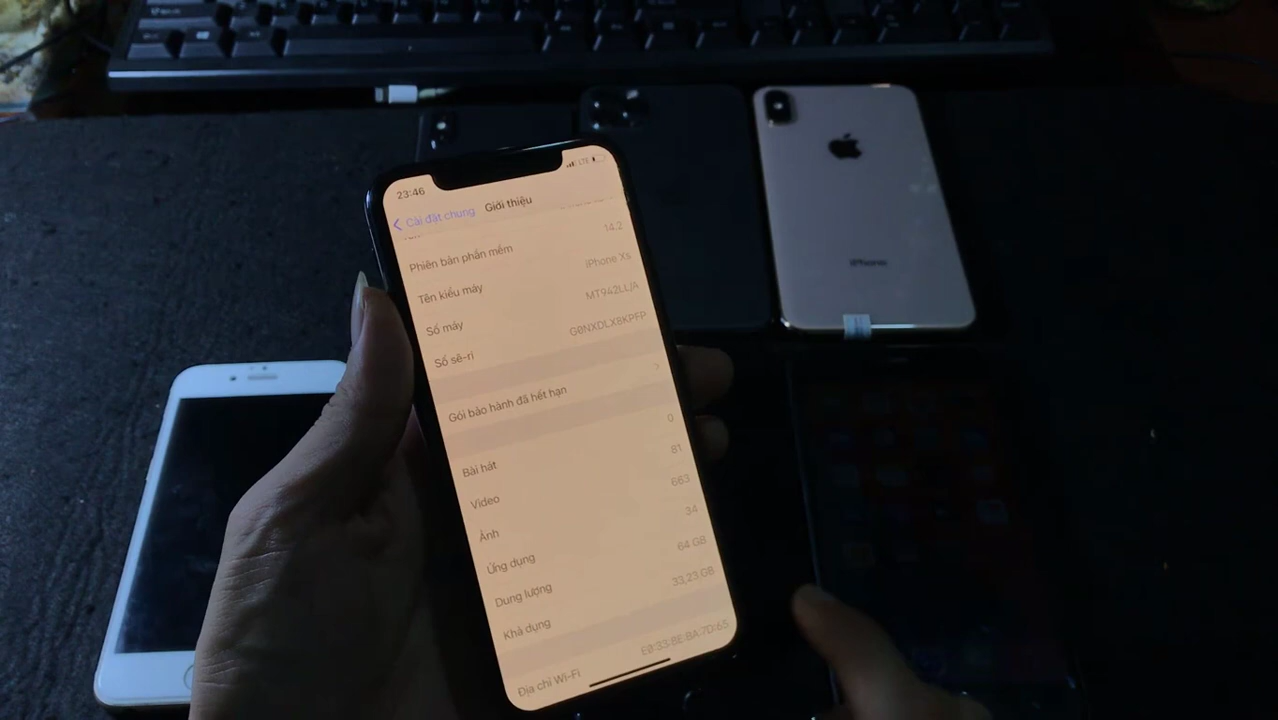 23:46
LTE
Cài đặt chung
Giới thiệu
Phiên bản phần mềm 14.2
Tên kiểu máy iPhone Xs
Số máy MT942LL/A
Số sê-ri G0NXDLX8KPFP
Gói bảo hành đã hết hạn
Bài hát 0
Video 81
Ảnh 663
Ứng dụng 34
Dung lượng 64 GB
Khả dụng 33,23 GB
Địa chỉ Wi-Fi E0:33:8E:BA:7D:65
iPhone